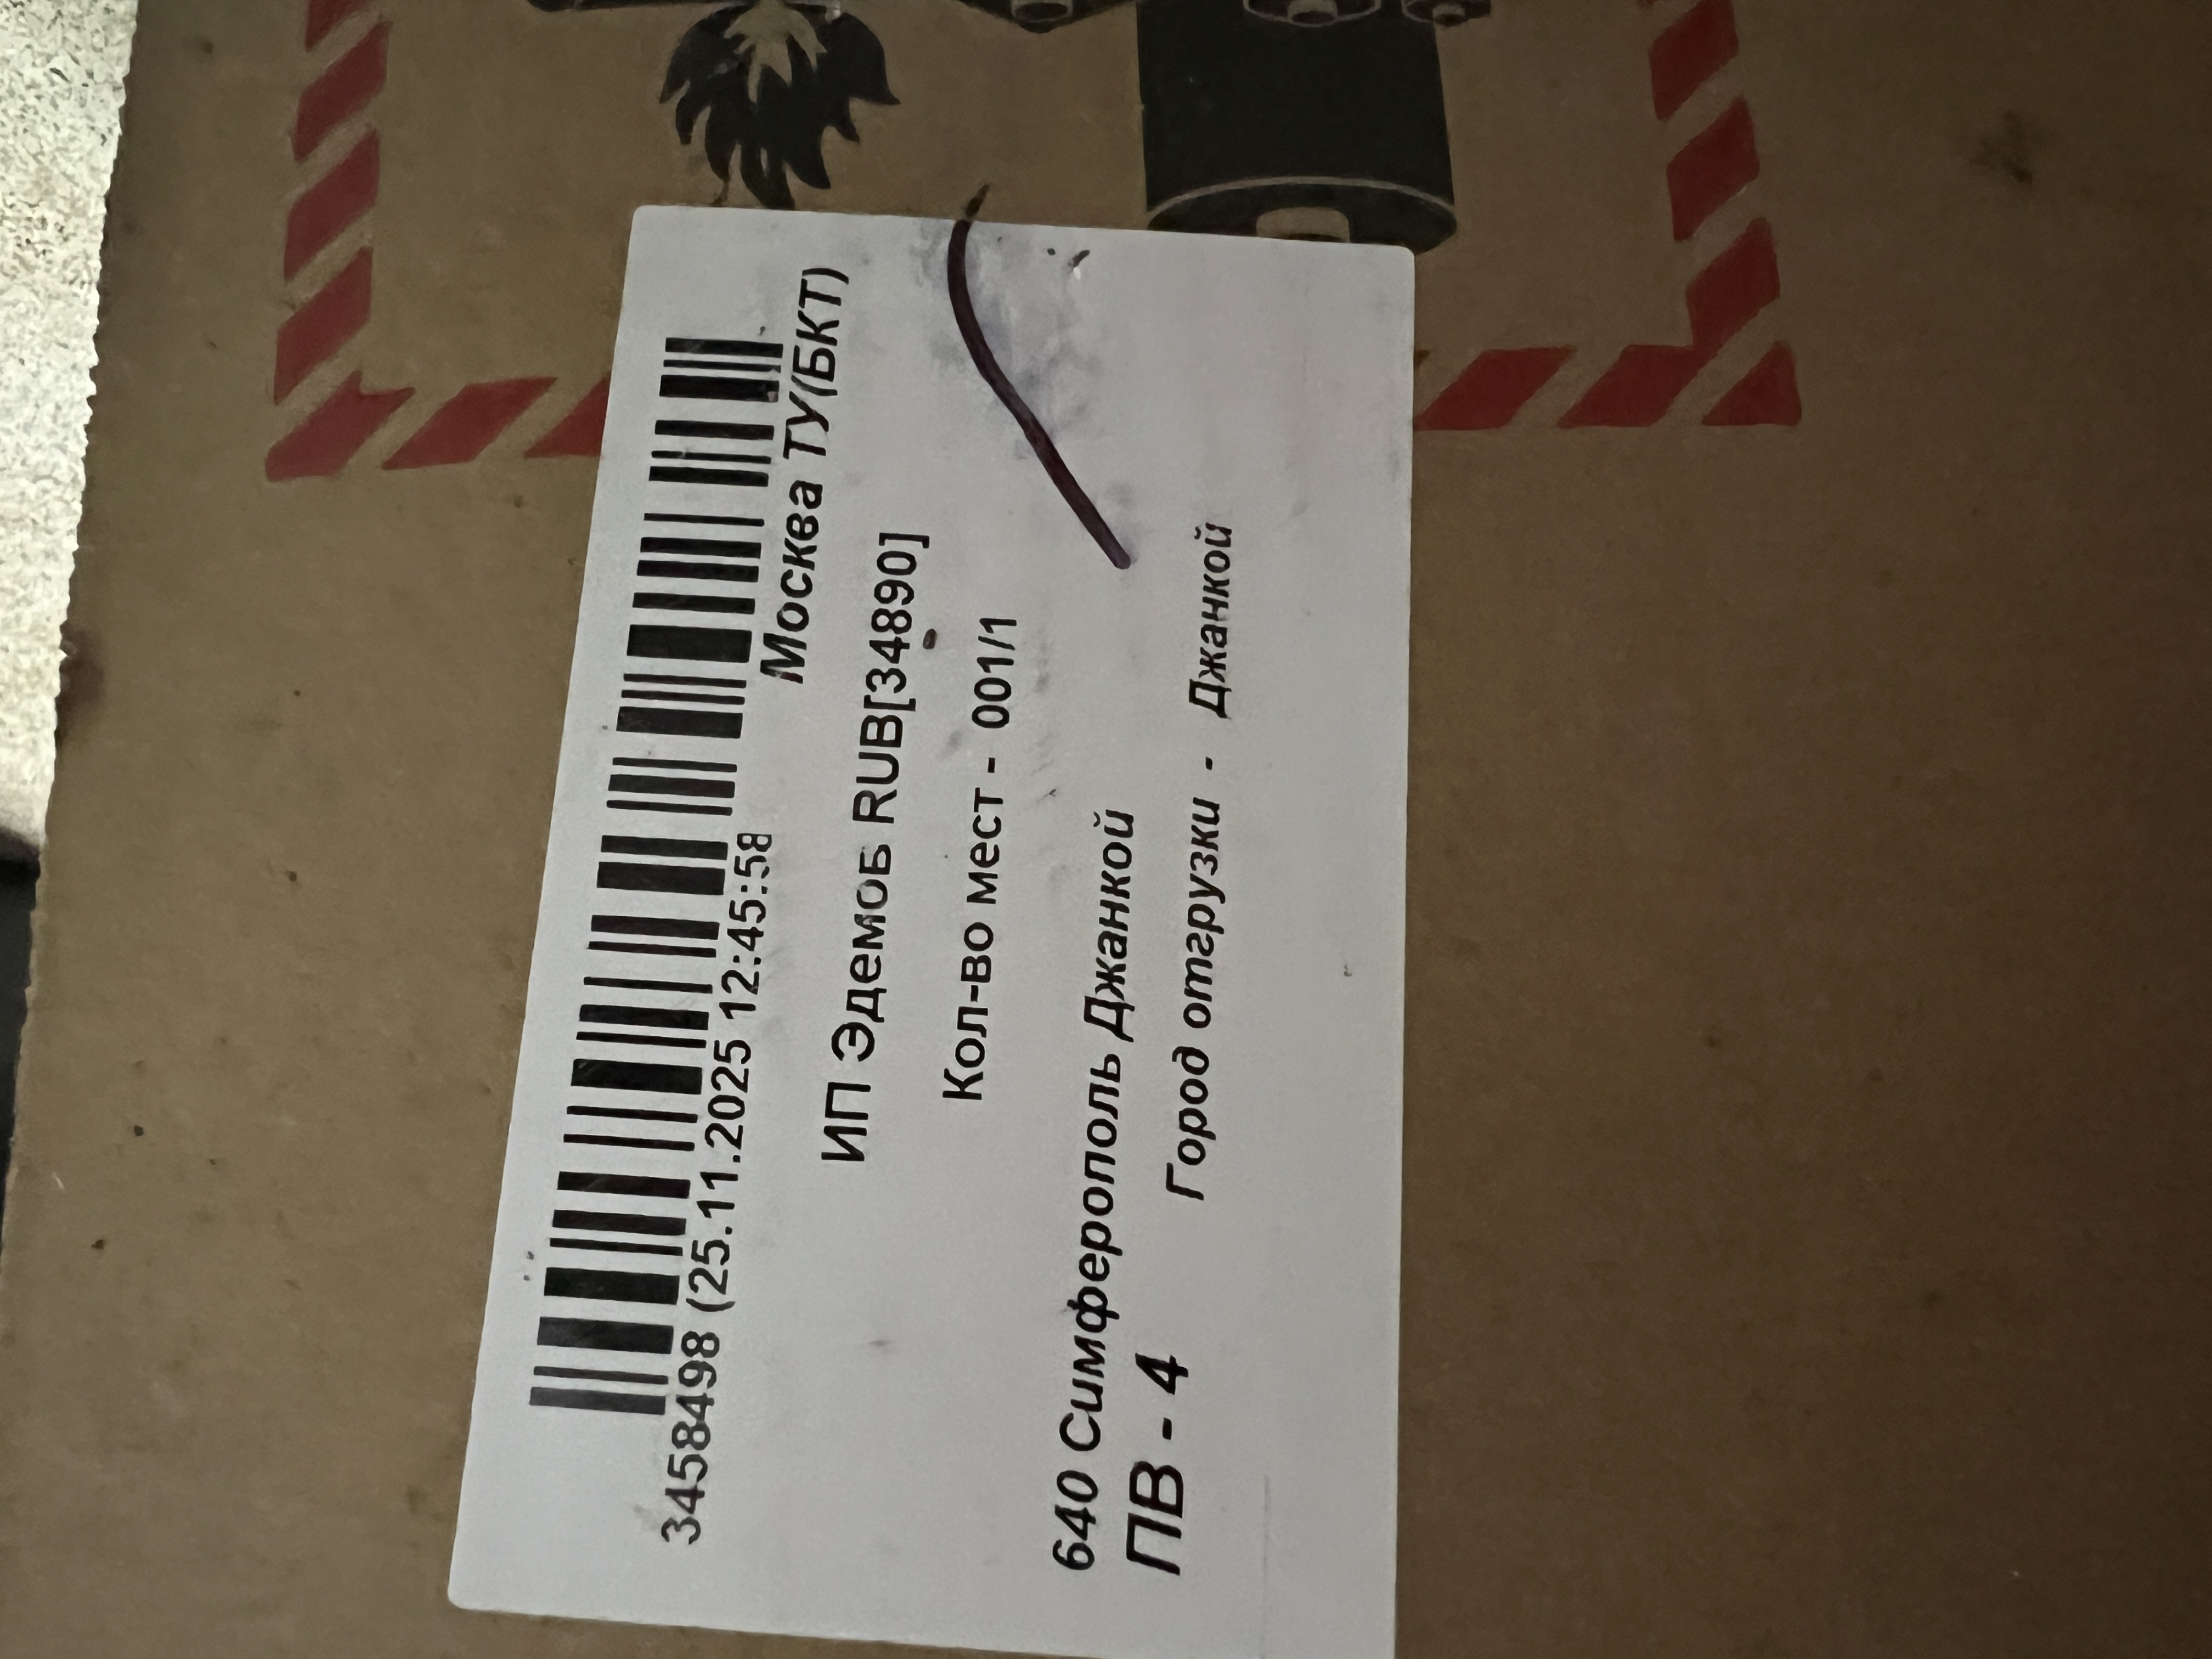 3458498 (25.11.2025 12:45:58
Москва ТУ(БКТ)
ИП Эдемоб RUB[34890]
Кол-во мест - 001/1
640 Симферополь Джанкой
ПВ - 4
Город отгрузки - Джанкой